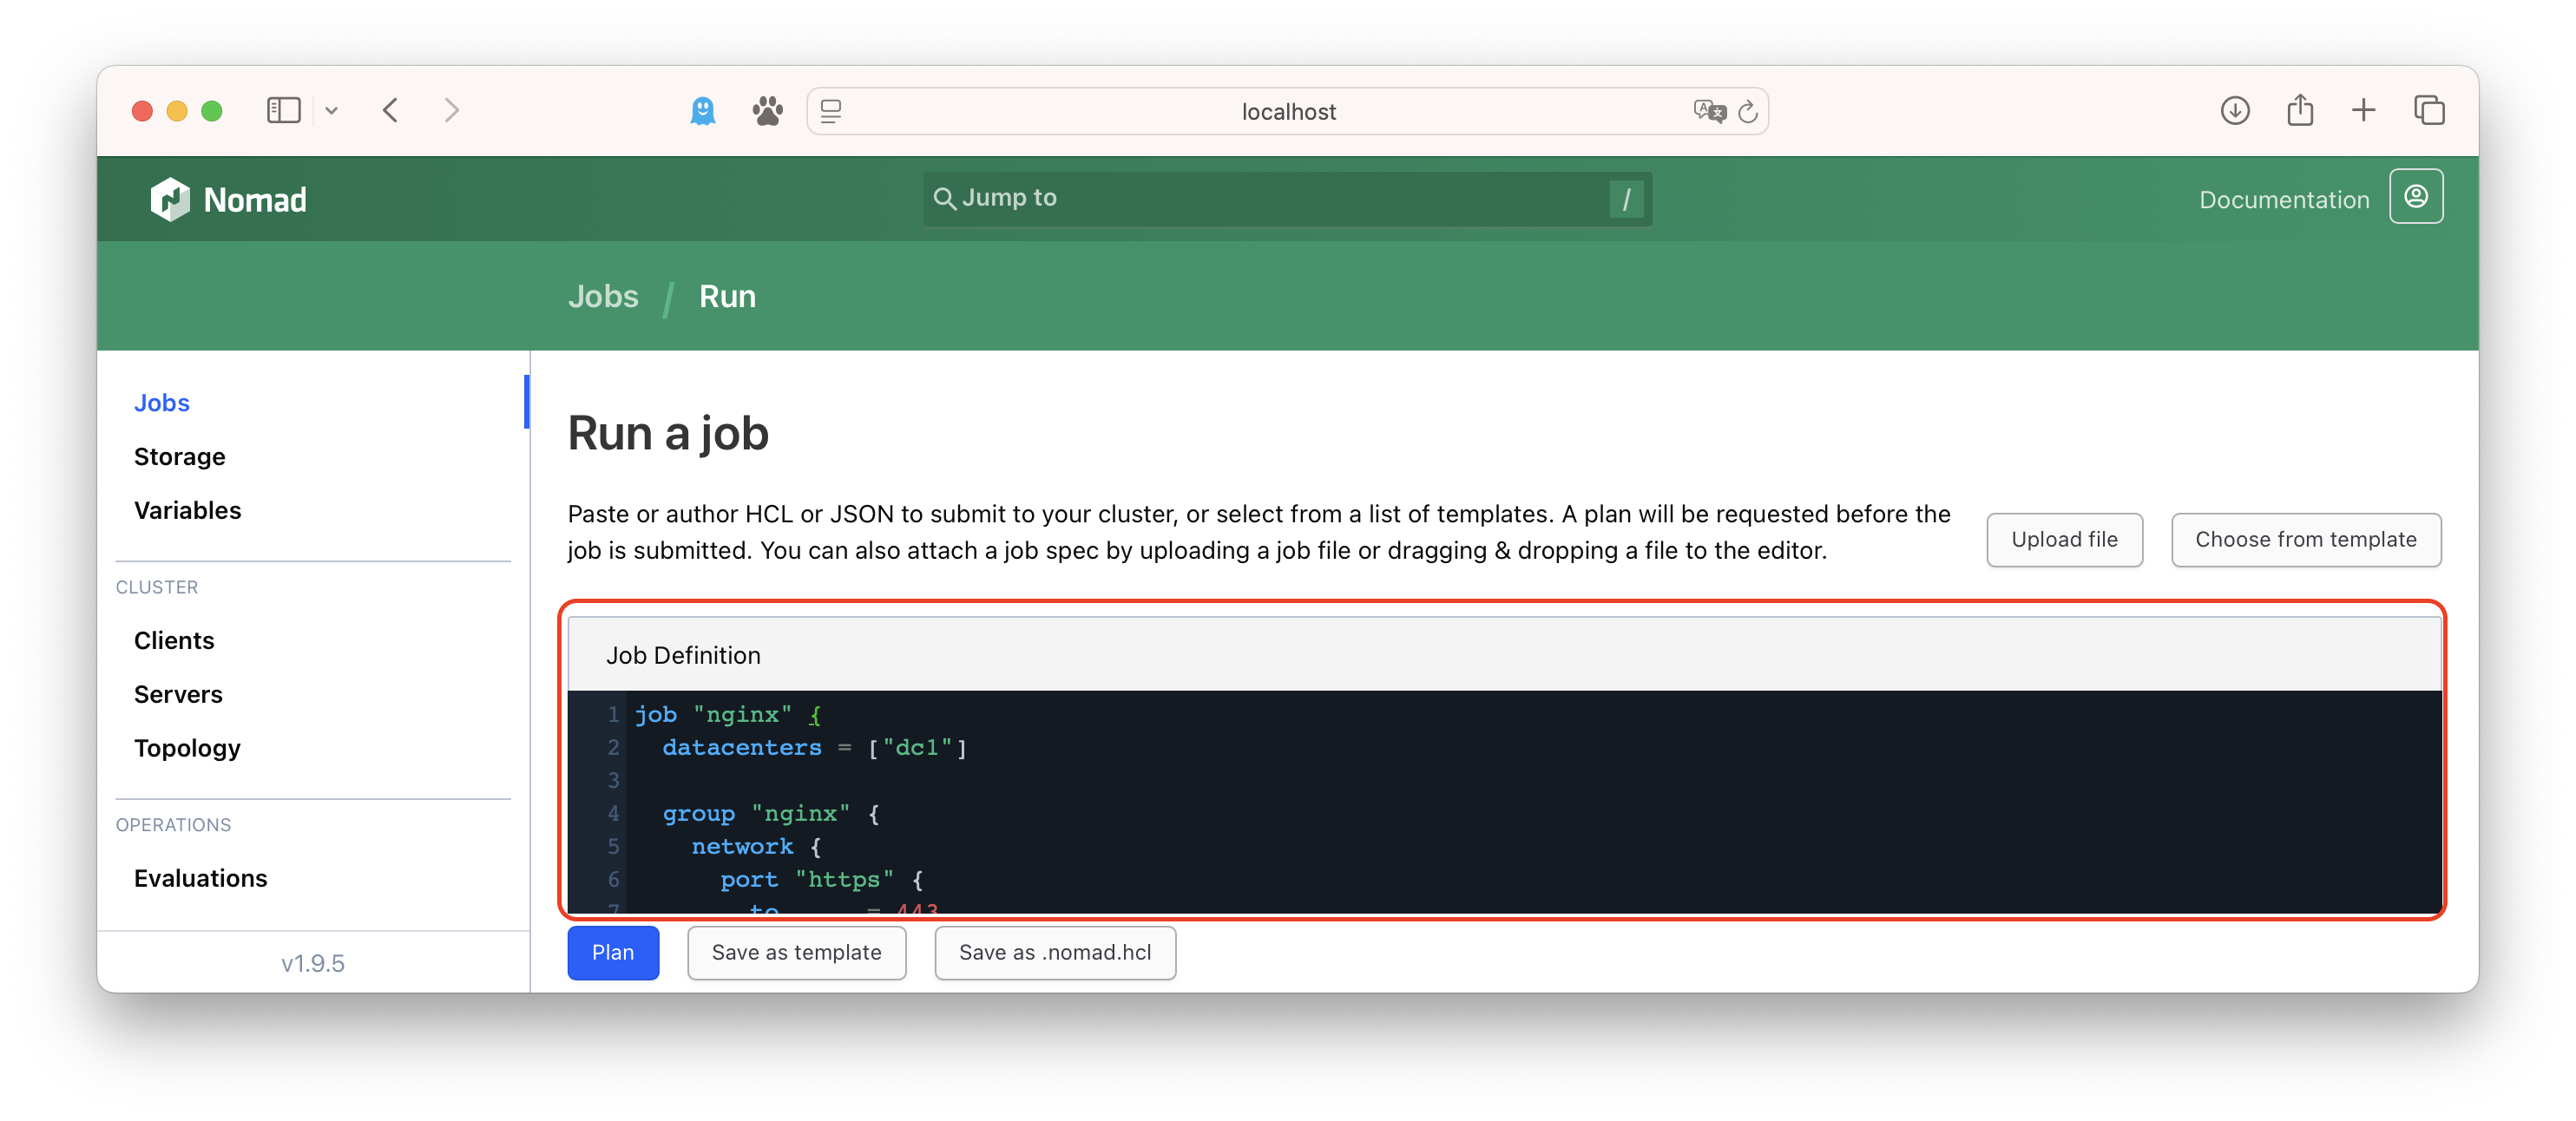 localhost
Nomad
Jump to
/
Documentation
Jobs / Run
Jobs
Storage
Variables
CLUSTER
Clients
Servers
Topology
OPERATIONS
Evaluations
v1.9.5
Run a job
Paste or author HCL or JSON to submit to your cluster, or select from a list of templates. A plan will be requested before the
job is submitted. You can also attach a job spec by uploading a job file or dragging & dropping a file to the editor.
Upload file
Choose from template
Job Definition
1 job "nginx" {
2   datacenters = ["dc1"]
3
4   group "nginx" {
5     network {
6       port "https" {
7         to      = 443
Plan
Save as template
Save as .nomad.hcl